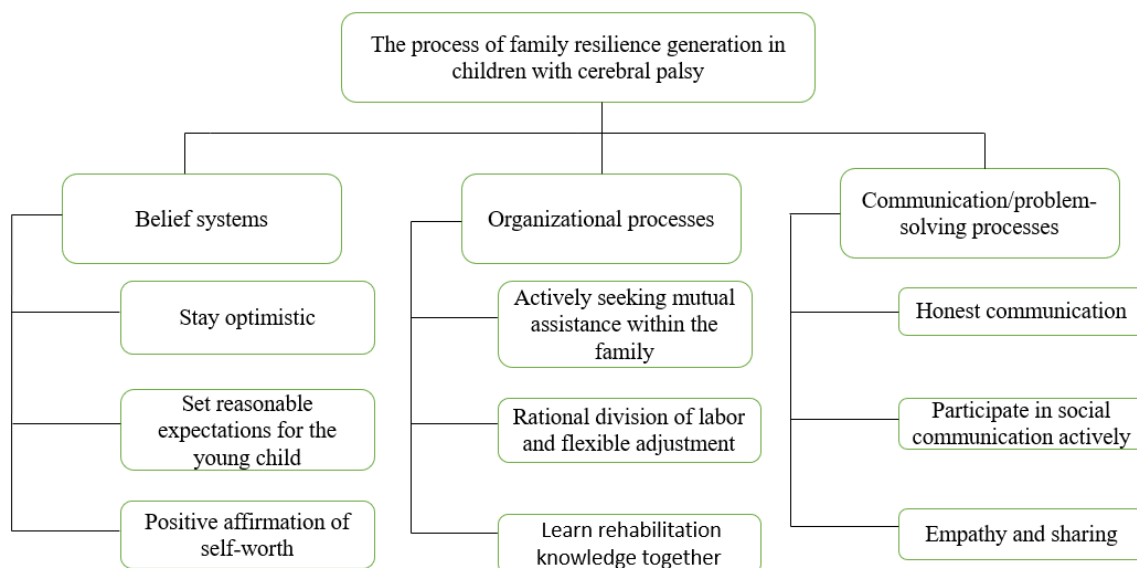 The process of family resilience generation in
children with cerebral palsy
Belief systems
Stay optimistic
Set reasonable
expectations for the
young child
Positive affirmation of
self-worth
Organizational processes
Actively seeking mutual
assistance within the
family
Rational division of labor
and flexible adjustment
Learn rehabilitation
knowledge together
Communication/problem-
solving processes
Honest communication
Participate in social
communication actively
Empathy and sharing